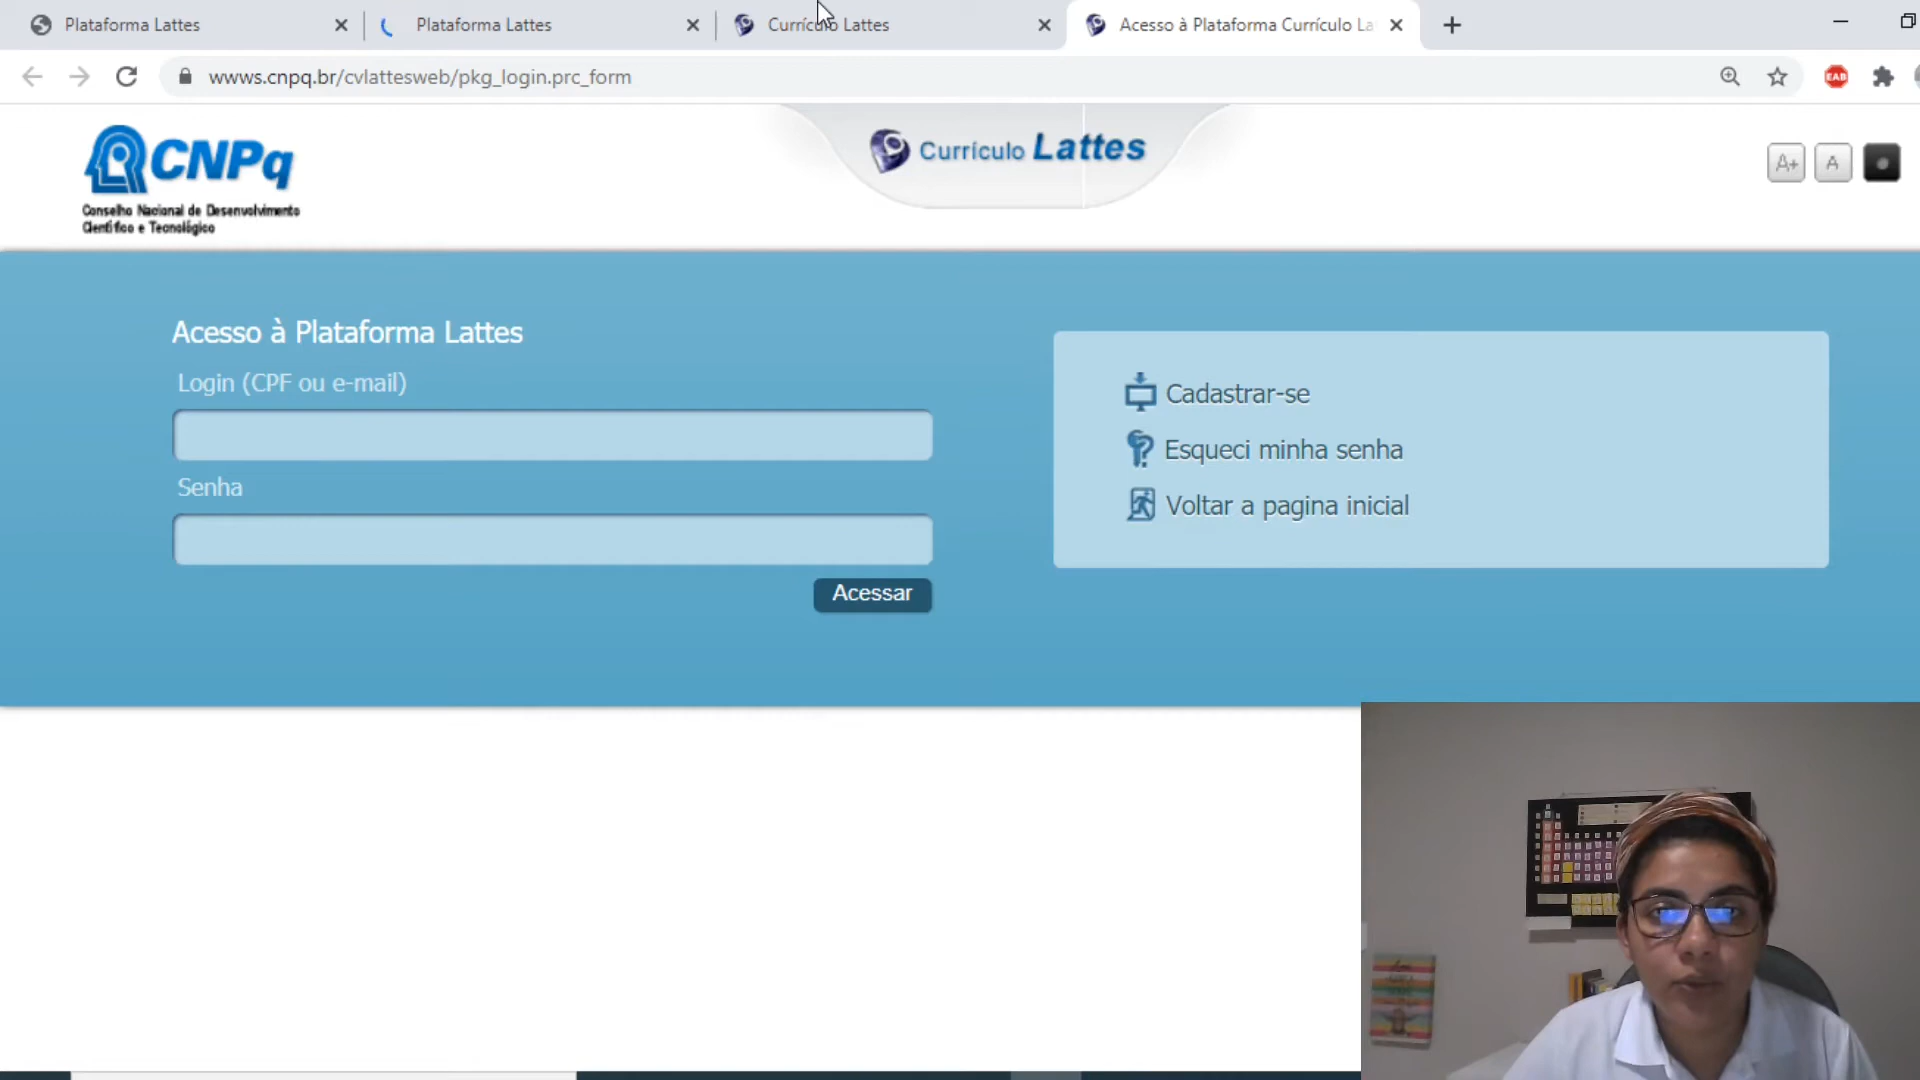 Plataforma Lattes
Plataforma Lattes
Currículo Lattes
Acesso à Plataforma Currículo La
wwws.cnpq.br/cvlattesweb/pkg_login.prc_form
EAB
CNPq
Conselho Nacional de Desenvolvimento
Científico e Tecnológico
Currículo Lattes
A+
A
Acesso à Plataforma Lattes
Login (CPF ou e-mail)
Senha
Acessar
Cadastrar-se
Esqueci minha senha
Voltar a pagina inicial